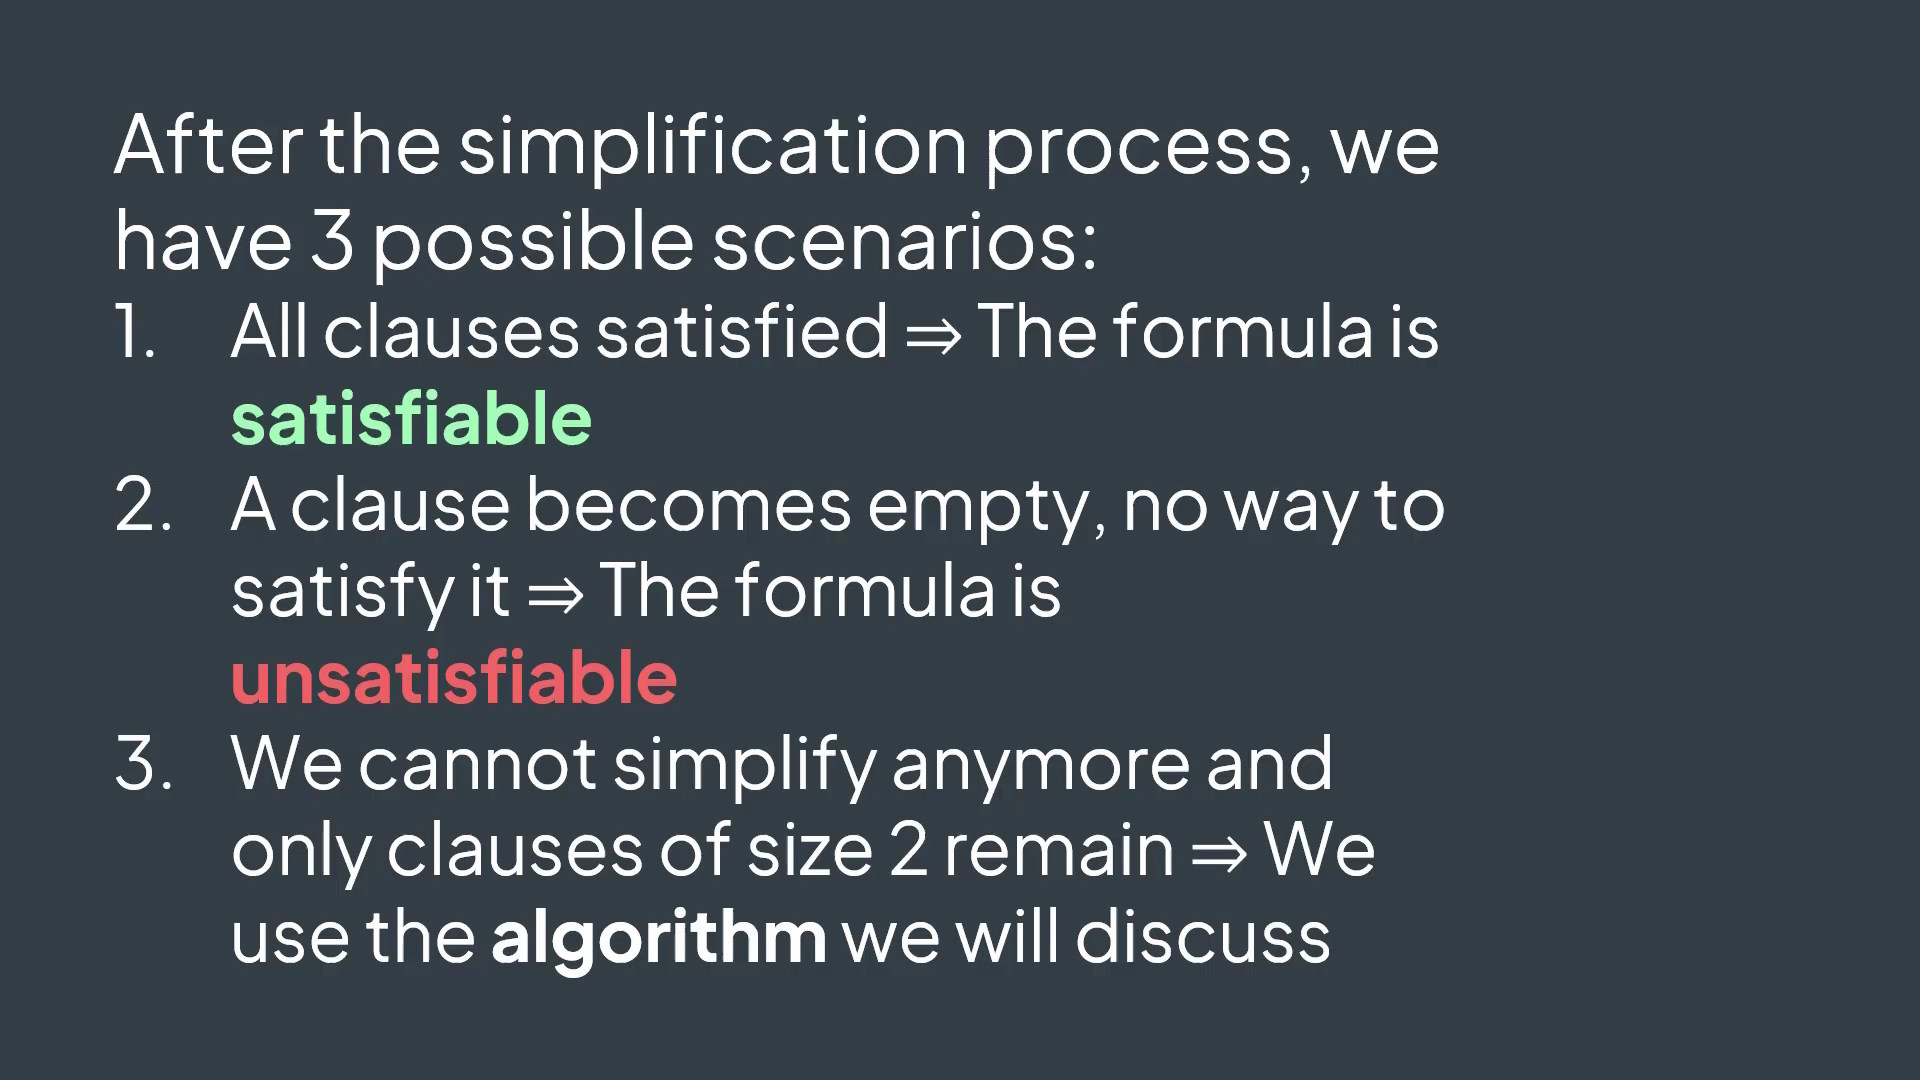 After the simplification process, we
have 3 possible scenarios:
1. All clauses satisfied ⇒ The formula is
satisfiable
2. A clause becomes empty, no way to
satisfy it ⇒ The formula is
unsatisfiable
3. We cannot simplify anymore and
only clauses of size 2 remain ⇒ We
use the algorithm we will discuss